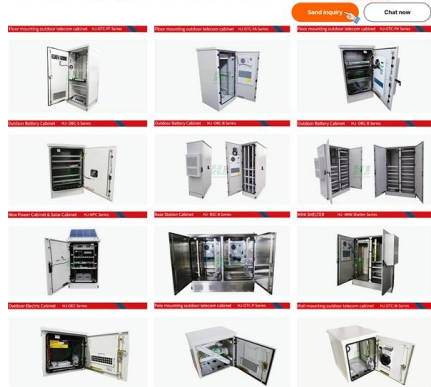 Send inquiry
Chat now
Floor mounting outdoor telecom cabinet HJ-OTC-FF Series
Floor mounting outdoor telecom cabinet HJ-OTC-FA Series
Floor mounting outdoor telecom cabinet HJ-OTC-FH Series
Outdoor Battery Cabinet HJ-OBC-S Series
Outdoor Battery Cabinet HJ-OBC-B Series
Outdoor Battery Cabinet HJ-OBC-B Series
New Power Cabinet & Solar Cabinet HJ-NPC Series
Base Station Cabinet HJ-BSC-B Series
MINI SHELTER HJ-MINI Shelter Series
Outdoor Electric Cabinet HJ-OEC Series
Pole mounting outdoor telecom cabinet HJ-OTC-P Series
Wall mounting outdoor telecom cabinet HJ-OTC-W Series